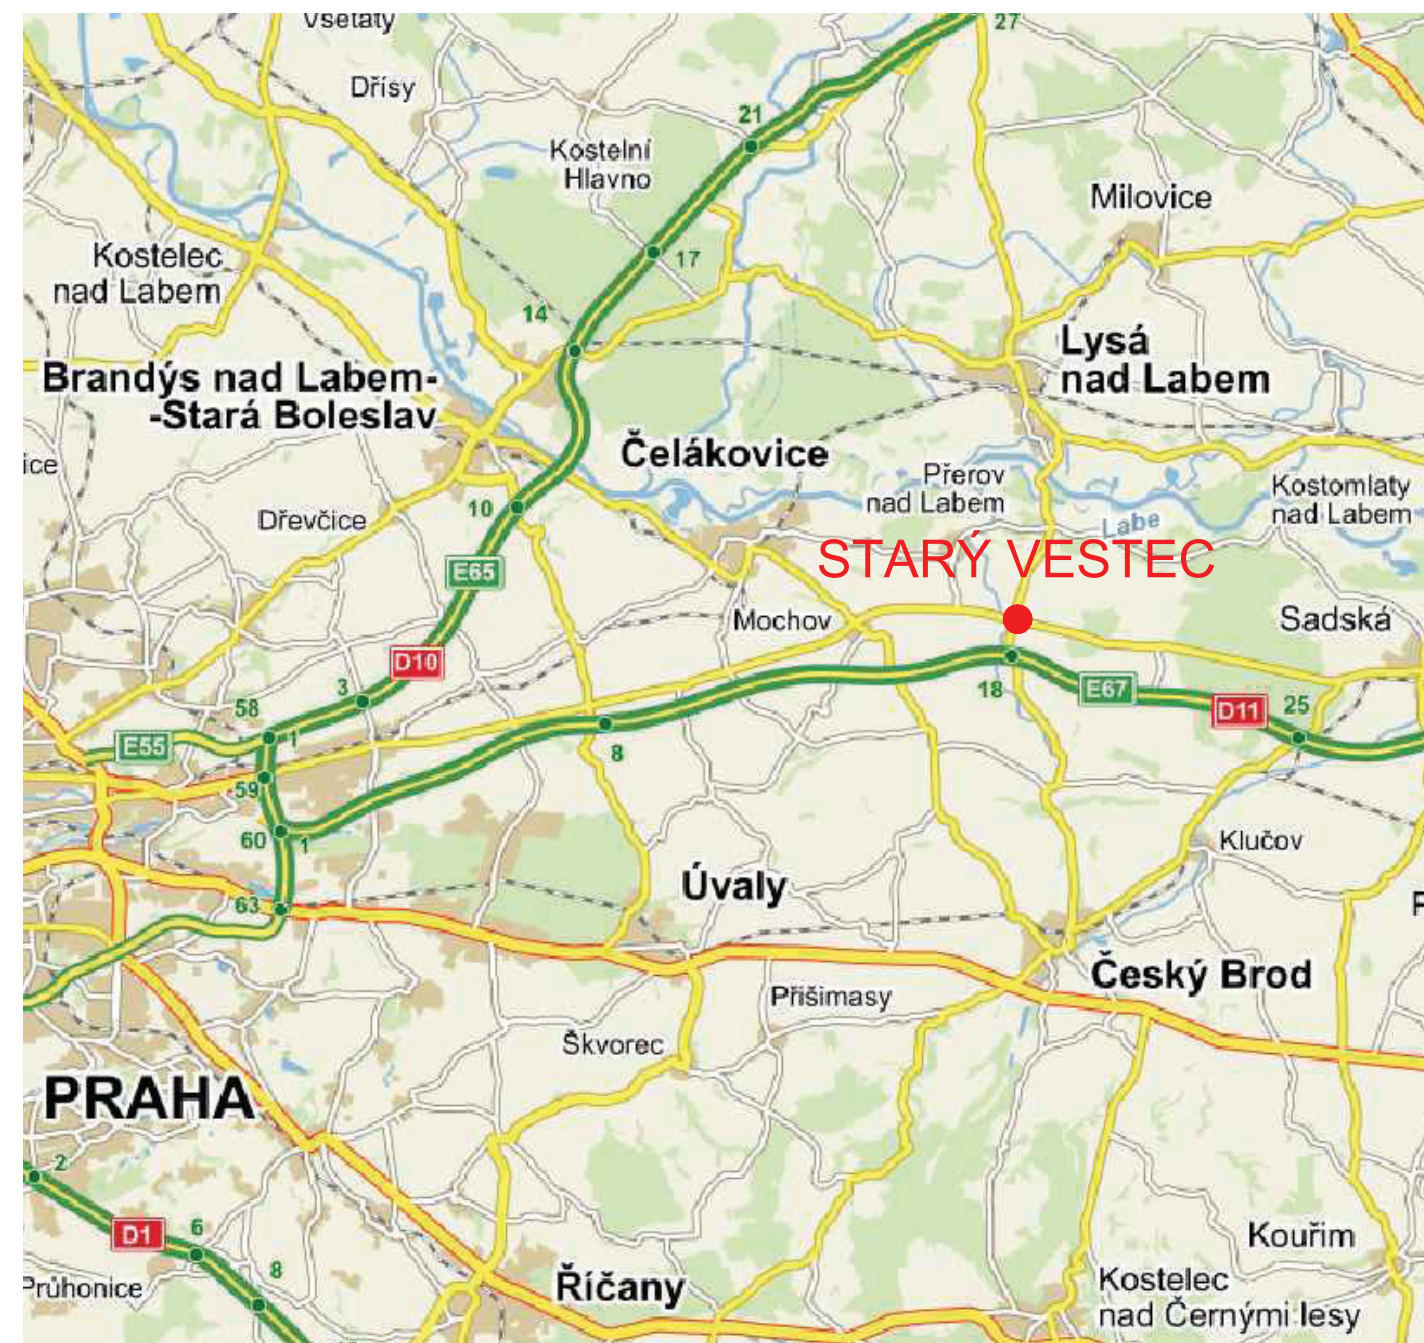 Všetaty
27
Dřísy
21
Kostelní
Hlavno
Milovice
Kostelec
nad Labem
17
14
Lysá
nad Labem
Brandýs nad Labem-
-Stará Boleslav
Čelákovice
ice
Přerov
nad Labem
Kostomlaty
nad Labem
10
Dřevčice
Labe
STARÝ VESTEC
E65
Mochov
Sadská
D10
3
18
E67
D11
25
58
1
E55
8
59
60
1
Klučov
Úvaly
63
P
Český Brod
Přišimasy
Škvorec
PRAHA
2
D1
6
Kouřim
8
Průhonice
Říčany
Kostelec
nad Černými lesy